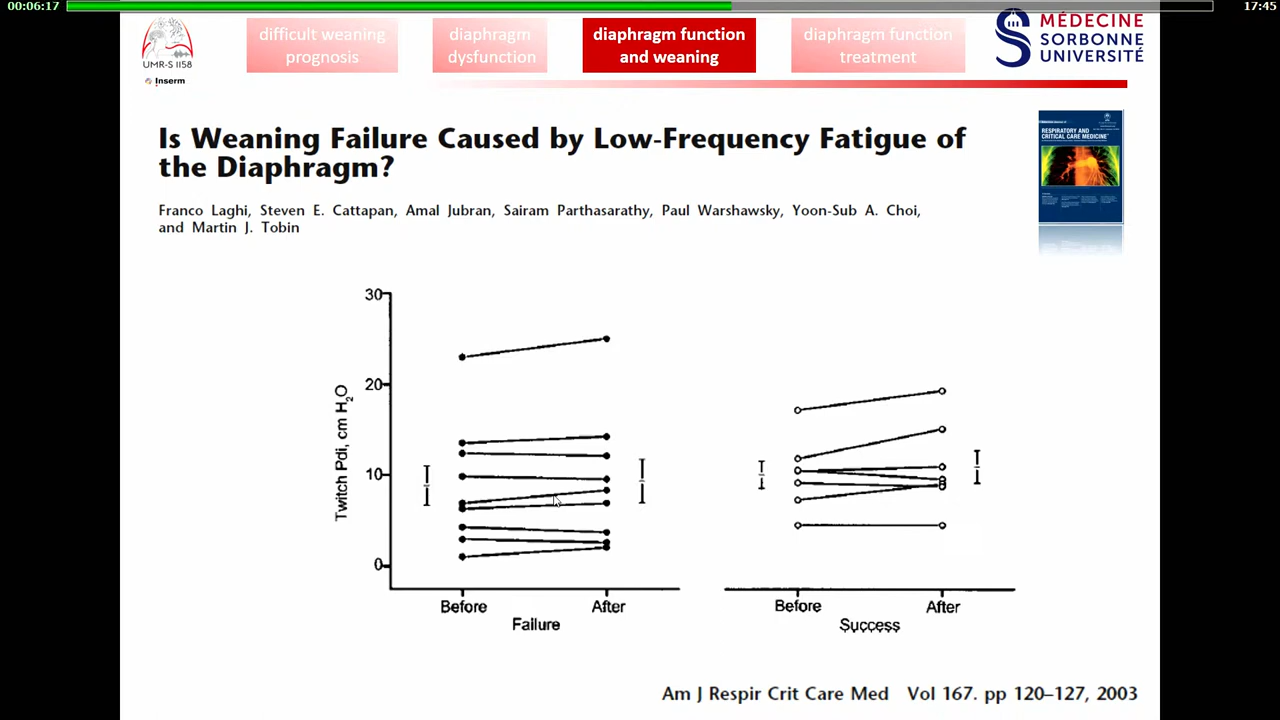 00:06:17
17:45
UMR-S 1158
Inserm
difficult weaning
prognosis
diaphragm
dysfunction
diaphragm function
and weaning
diaphragm function
treatment
MÉDECINE
SORBONNE
UNIVERSITÉ
Is Weaning Failure Caused by Low-Frequency Fatigue of
the Diaphragm?
RESPIRATORY AND
CRITICAL CARE MEDICINE
Franco Laghi, Steven E. Cattapan, Amal Jubran, Sairam Parthasarathy, Paul Warshawsky, Yoon-Sub A. Choi,
and Martin J. Tobin
Twitch Pdi, cm H2O
30
20
10
0
Before
After
Failure
Before
After
Success
Am J Respir Crit Care Med Vol 167. pp 120–127, 2003